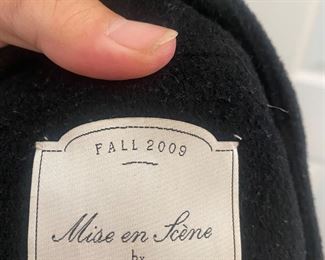 FALL 2009
Mise en Scène
by